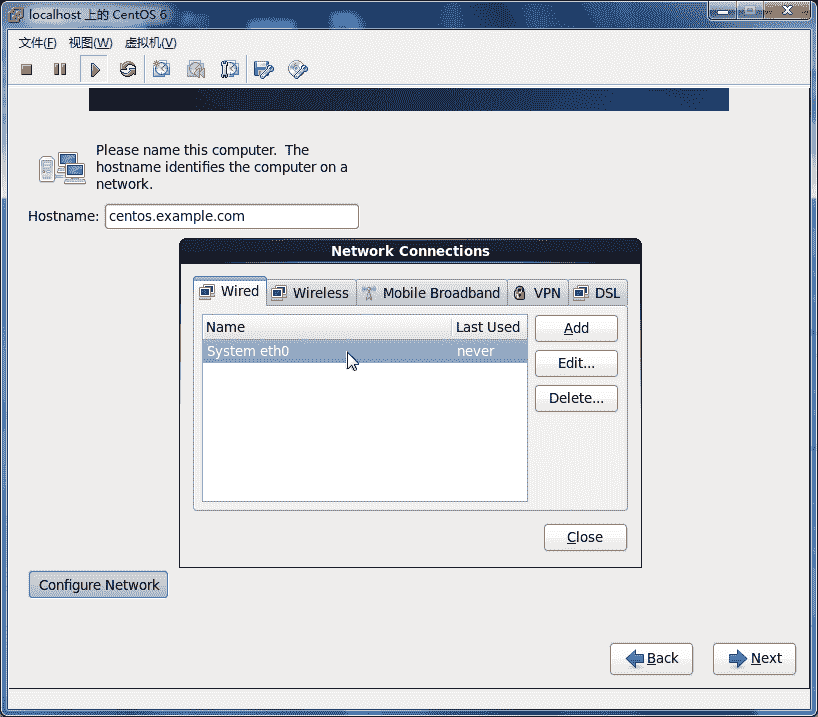 localhost 上的 CentOS 6
文件(F) 视图(W) 虚拟机(V)
Please name this computer. The
hostname identifies the computer on a
network.
Hostname: centos.example.com
Network Connections
Wired Wireless Mobile Broadband VPN DSL
Name Last Used Add
System eth0 never
Edit...
Delete...
Close
Configure Network
Back Next